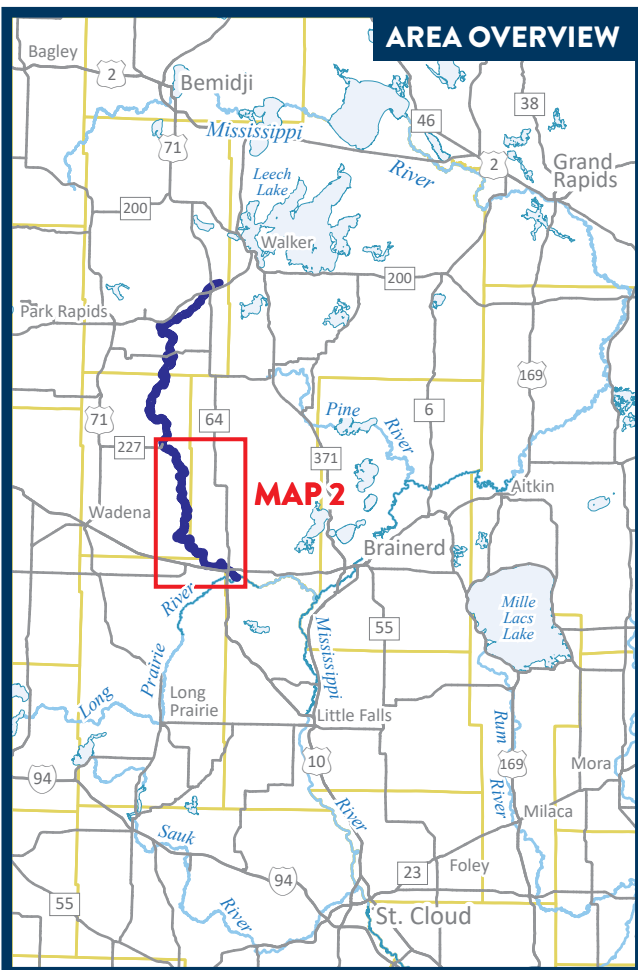 AREA OVERVIEW
Bagley
2
Bemidji
71
Mississippi
River
46
38
2
Grand
Rapids
Leech
Lake
200
Walker
200
Park Rapids
169
71
64
Pine
River
6
227
371
MAP 2
Wadena
Aitkin
Brainerd
River
Mille
Lacs
Lake
55
Mississippi
Prairie
Long
Long
Prairie
Little Falls
Rum
River
10
169
Mora
94
River
Milaca
Sauk
Foley
23
94
55
River
St. Cloud